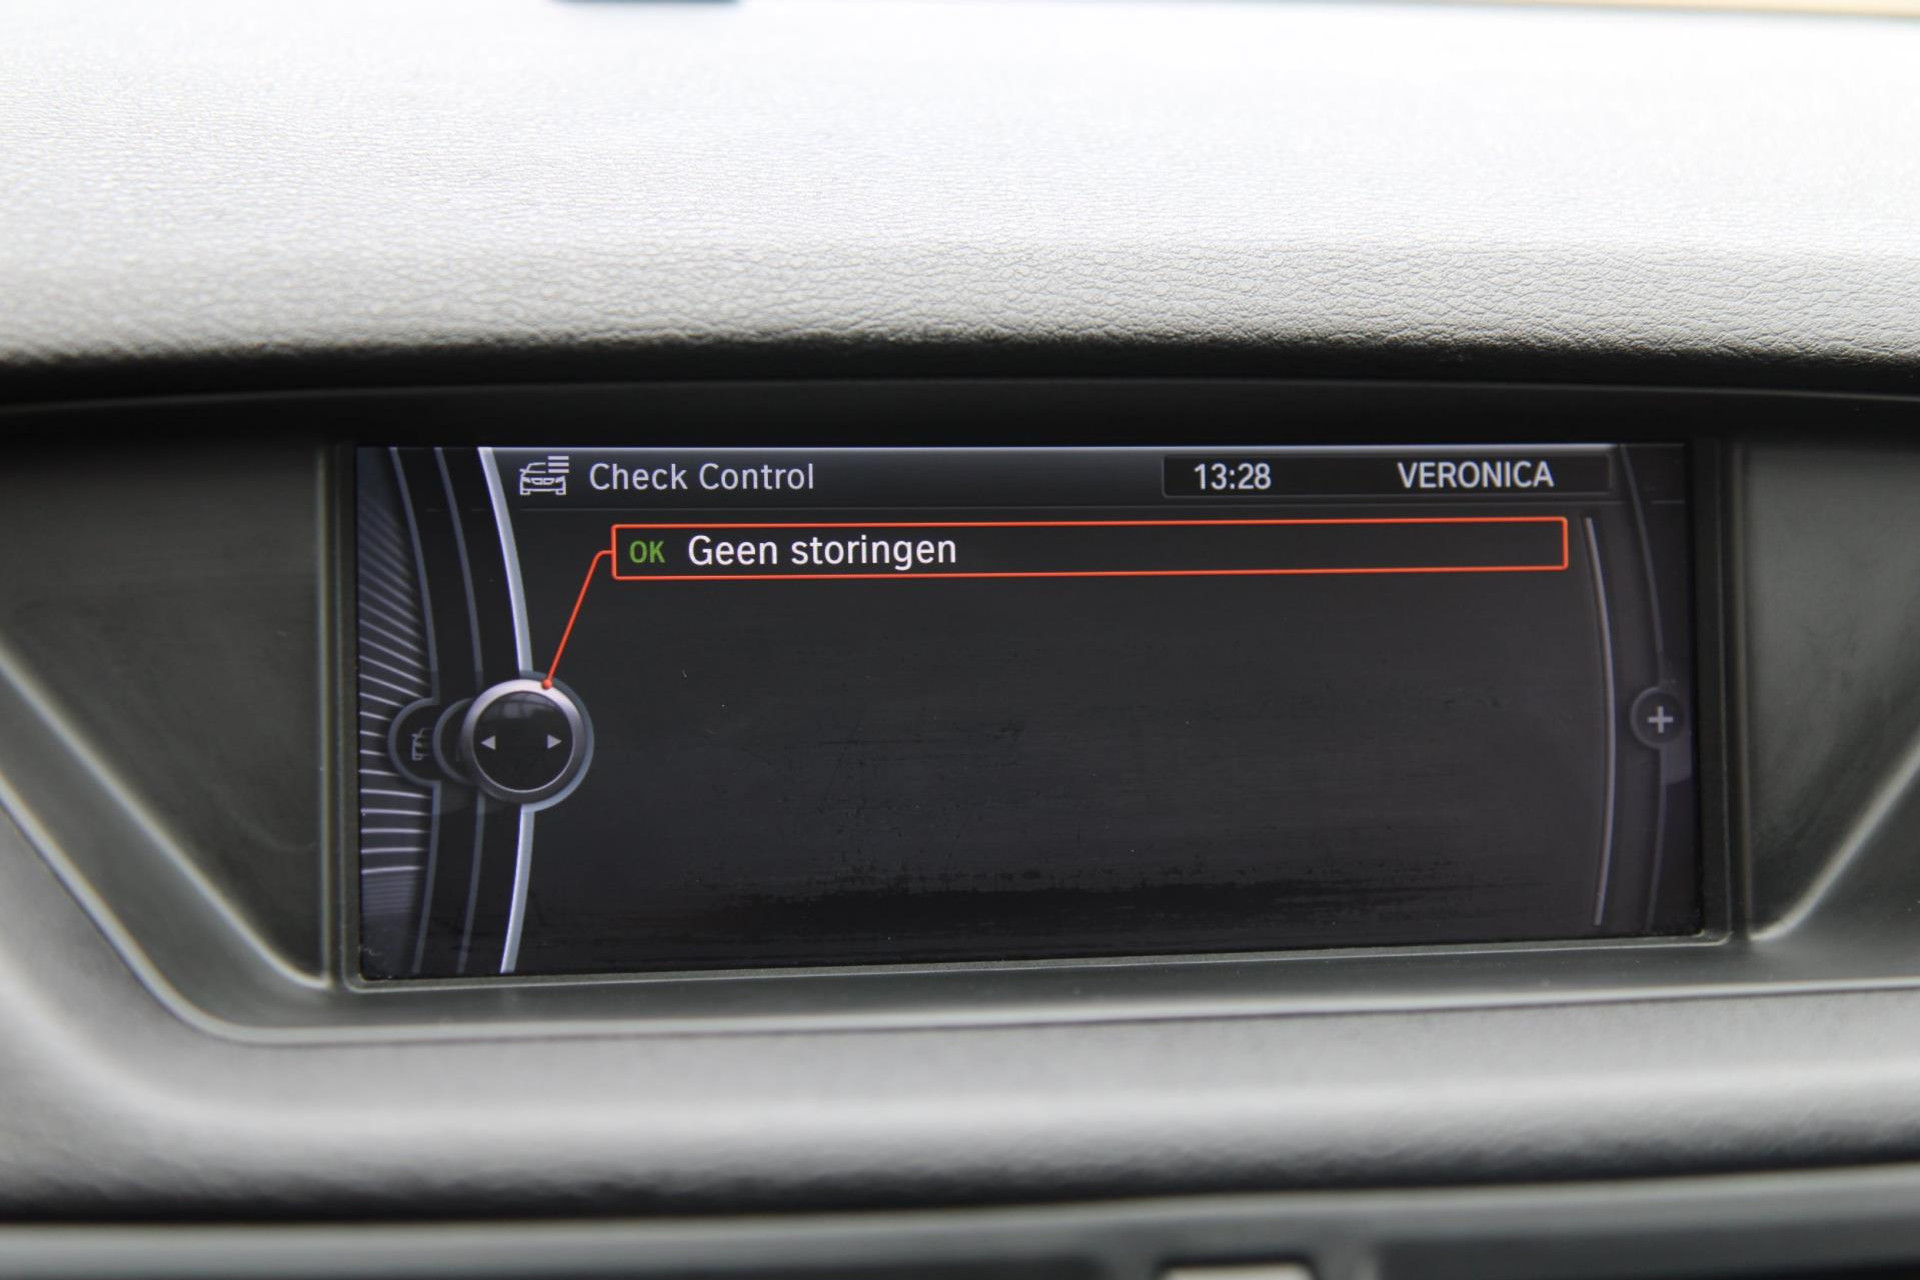 Check Control
13:28
VERONICA
OK Geen storingen